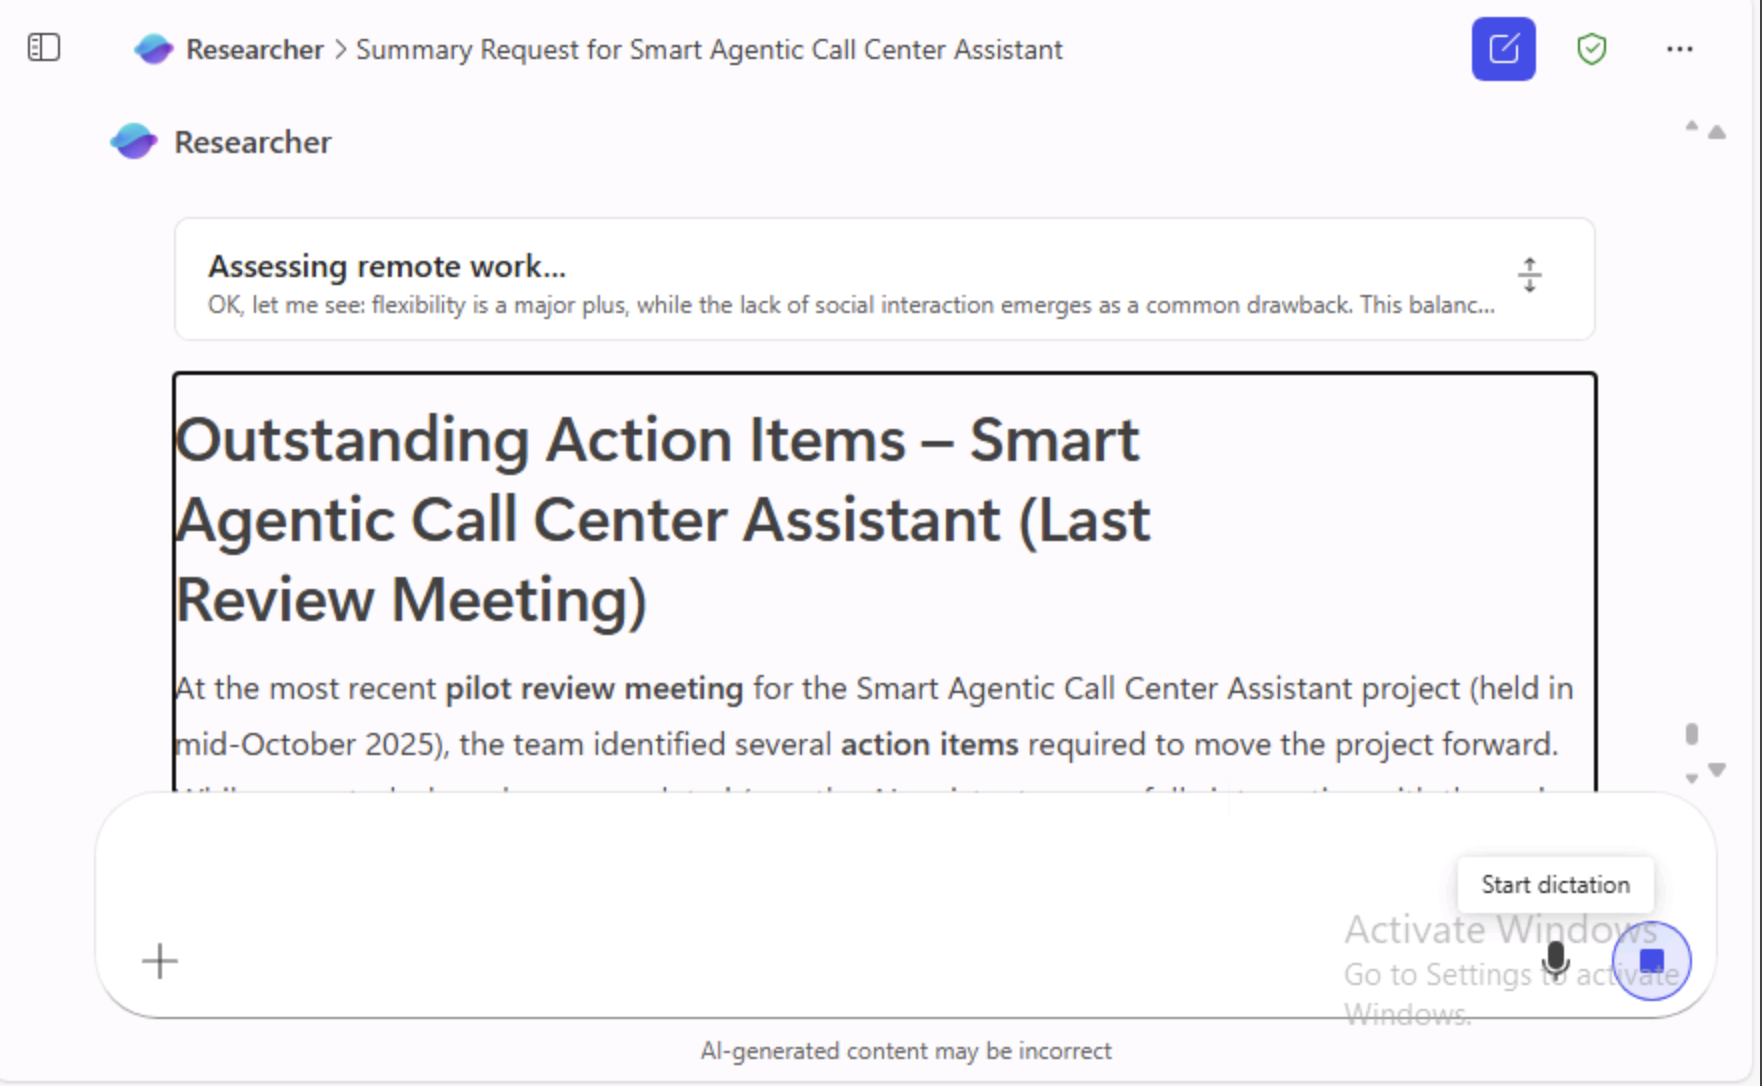 Researcher > Summary Request for Smart Agentic Call Center Assistant
Researcher
Assessing remote work...
OK, let me see: flexibility is a major plus, while the lack of social interaction emerges as a common drawback. This balanc...
Outstanding Action Items – Smart
Agentic Call Center Assistant (Last
Review Meeting)
At the most recent pilot review meeting for the Smart Agentic Call Center Assistant project (held in
mid-October 2025), the team identified several action items required to move the project forward.
Start dictation
Activate Windows
Go to Settings to activate
Windows.
AI-generated content may be incorrect